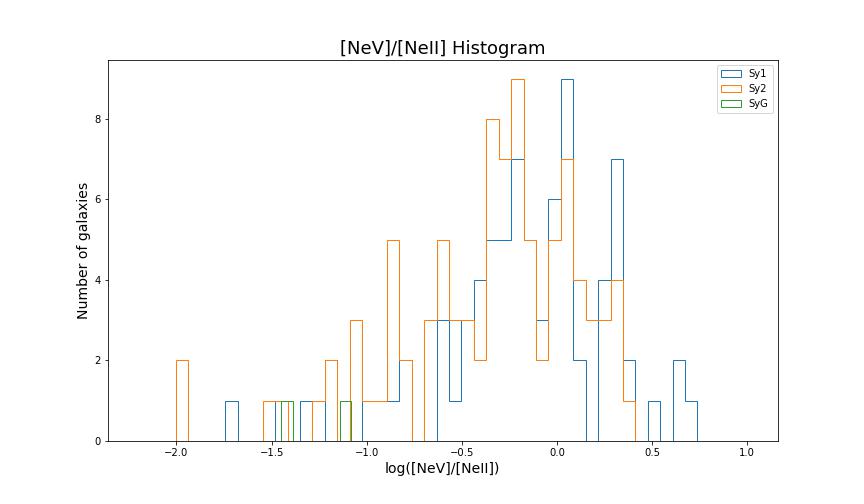 [NeV]/[NeII] Histogram
Sy1
Sy2
SyG
Number of galaxies
8
6
4
2
0
−2.0 −1.5 −1.0 −0.5 0.0 0.5 1.0
log([NeV]/[NeII])